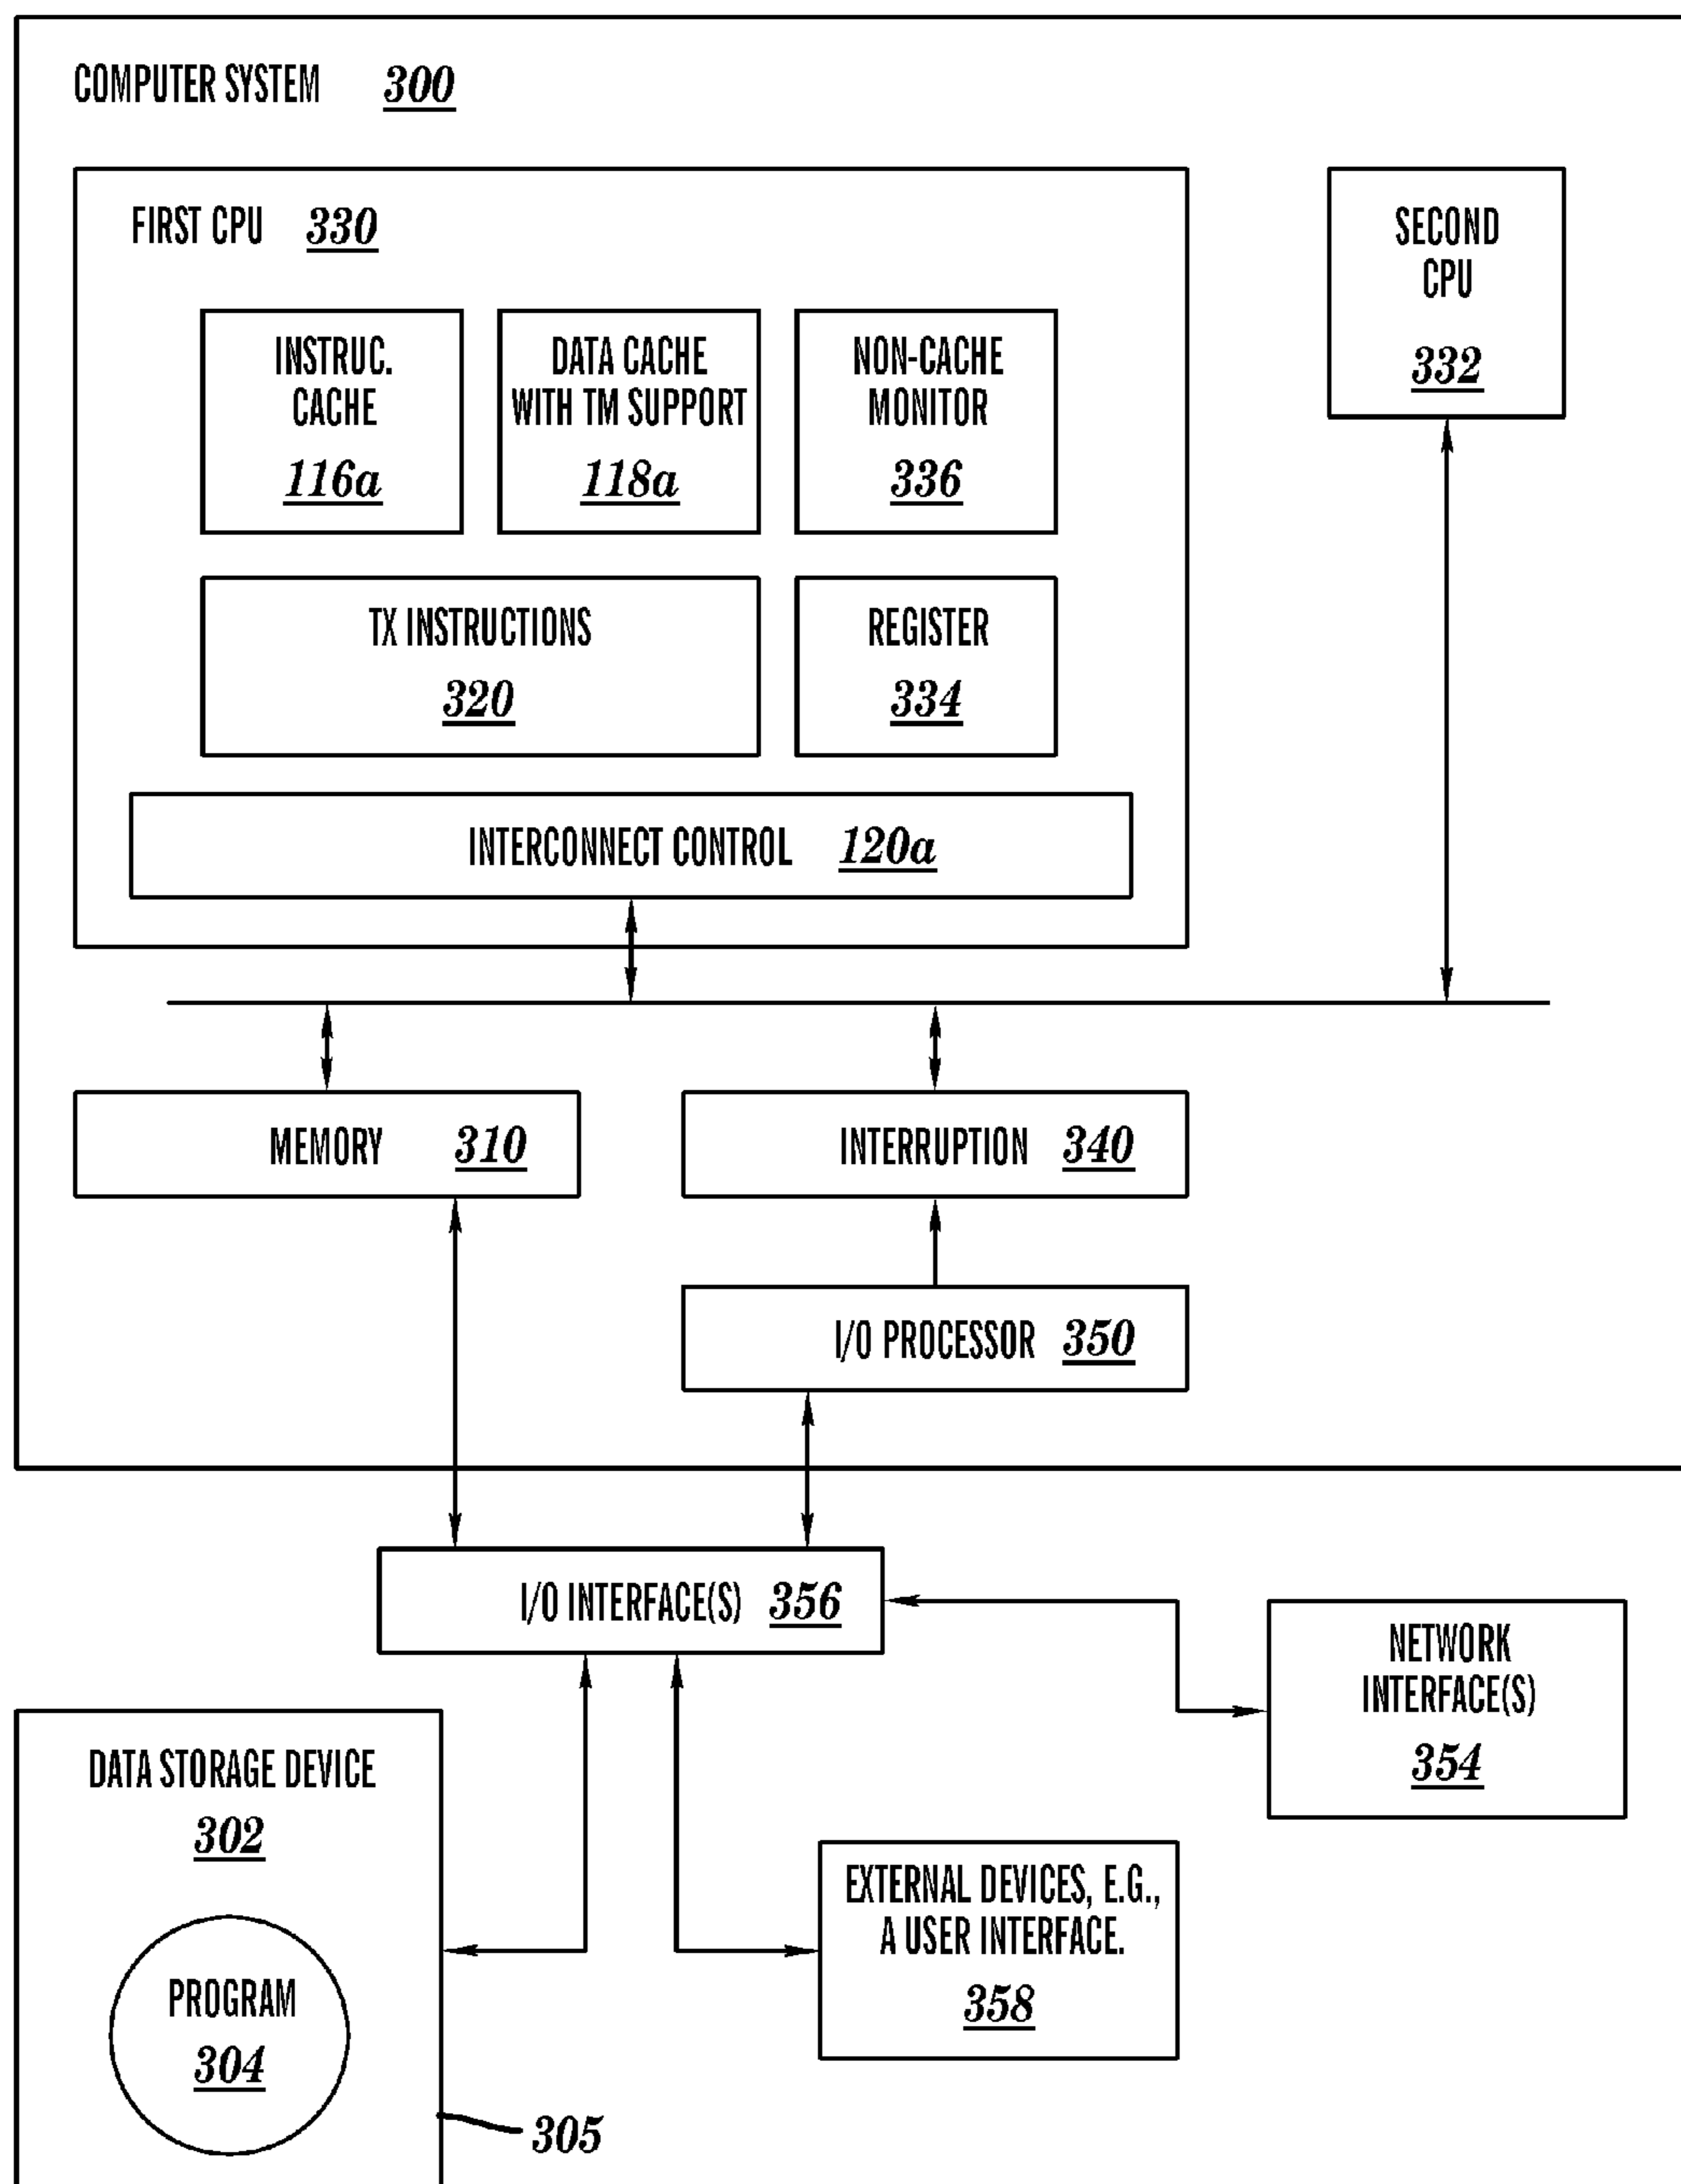 COMPUTER SYSTEM 300
FIRST CPU 330
SECOND
CPU
332
INSTRUC.
CACHE
116a
DATA CACHE
WITH TM SUPPORT
118a
NON-CACHE
MONITOR
336
TX INSTRUCTIONS
320
REGISTER
334
INTERCONNECT CONTROL 120a
MEMORY 310
INTERRUPTION 340
I/O PROCESSOR 350
I/O INTERFACE(S) 356
NETWORK
INTERFACE(S)
354
DATA STORAGE DEVICE
302
PROGRAM
304
305
EXTERNAL DEVICES, E.G.,
A USER INTERFACE.
358